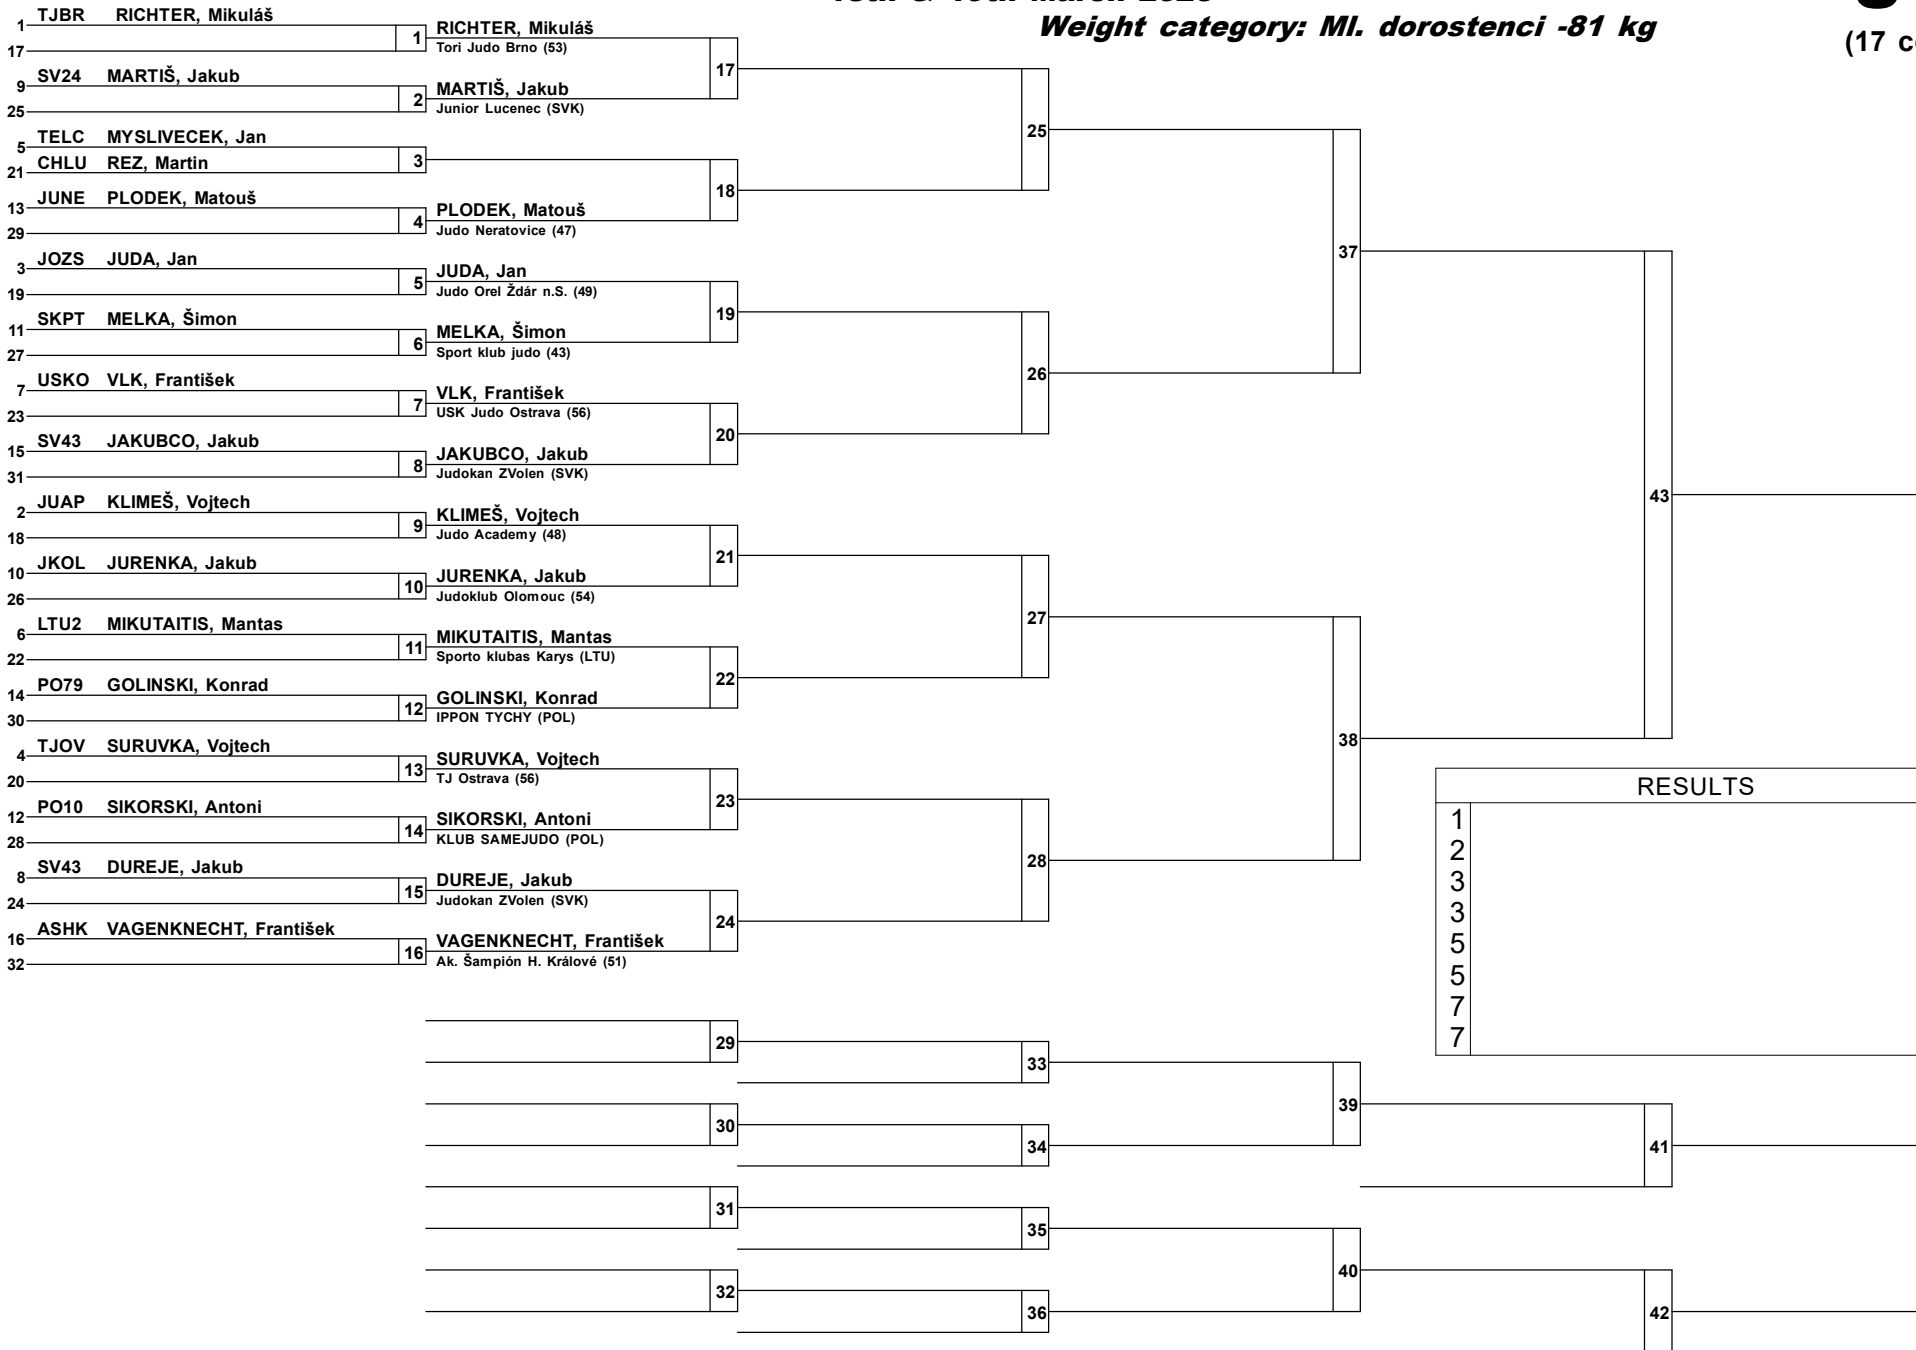 Weight category: Ml. dorostenci -81 kg
(17
1 TJBR RICHTER, Mikuláš
17
1
RICHTER, Mikuláš
Tori Judo Brno (53)
9 SV24 MARTIŠ, Jakub
25
2
MARTIŠ, Jakub
Junior Lucenec (SVK)
17
5 TELC MYSLIVECEK, Jan
21 CHLU REZ, Martin
3
13 JUNE PLODEK, Matouš
29
4
PLODEK, Matouš
Judo Neratovice (47)
18
25
3 JOZS JUDA, Jan
19
5
JUDA, Jan
Judo Orel Ždár n.S. (49)
11 SKPT MELKA, Šimon
27
6
MELKA, Šimon
Sport klub judo (43)
19
7 USKO VLK, František
23
7
VLK, František
USK Judo Ostrava (56)
15 SV43 JAKUBCO, Jakub
31
8
JAKUBCO, Jakub
Judokan ZVolen (SVK)
20
26
37
2 JUAP KLIMEŠ, Vojtech
18
9
KLIMEŠ, Vojtech
Judo Academy (48)
10 JKOL JURENKA, Jakub
26
10
JURENKA, Jakub
Judoklub Olomouc (54)
21
6 LTU2 MIKUTAITIS, Mantas
22
11
MIKUTAITIS, Mantas
Sporto klubas Karys (LTU)
14 PO79 GOLINSKI, Konrad
30
12
GOLINSKI, Konrad
IPPON TYCHY (POL)
22
27
4 TJOV SURUVKA, Vojtech
20
13
SURUVKA, Vojtech
TJ Ostrava (56)
12 PO10 SIKORSKI, Antoni
28
14
SIKORSKI, Antoni
KLUB SAMEJUDO (POL)
23
8 SV43 DUREJE, Jakub
24
15
DUREJE, Jakub
Judokan ZVolen (SVK)
16 ASHK VAGENKNECHT, František
32
16
VAGENKNECHT, František
Ak. Šampión H. Králové (51)
24
28
38
43
RESULTS
1
2
3
3
5
5
7
7
29
33
30
34
39
41
31
35
32
36
40
42